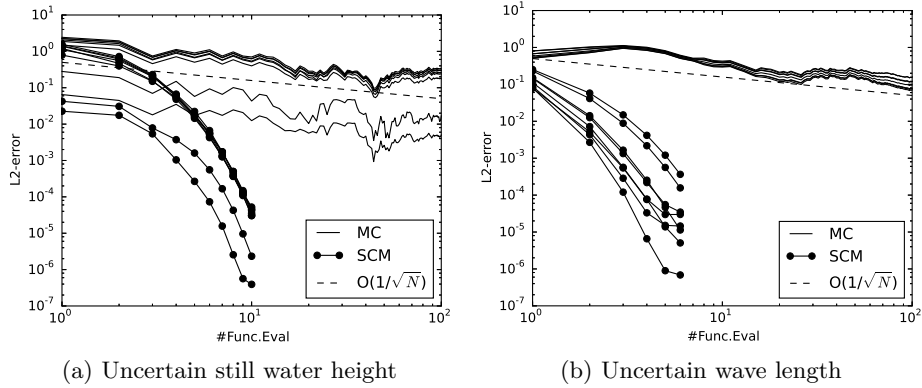 10^1
10^0
10^-1
10^-2
10^-3
10^-4
10^-5
10^-6
10^-7
L2-error
MC
SCM
O(1/√N)
10^0 10^1 10^2
#Func.Eval
(a) Uncertain still water height
10^1
10^0
10^-1
10^-2
10^-3
10^-4
10^-5
10^-6
10^-7
L2-error
MC
SCM
O(1/√N)
10^0 10^1 10^2
#Func.Eval
(b) Uncertain wave length